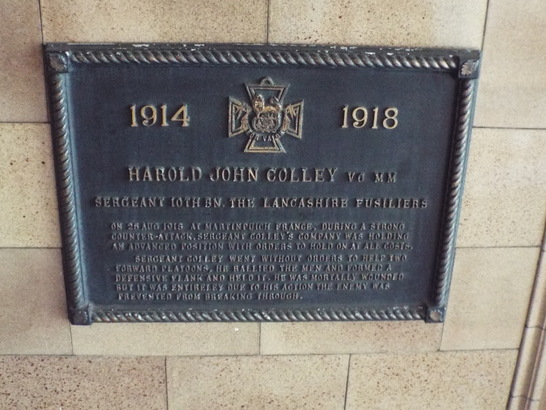 1914 1918
HAROLD JOHN COLLEY VC MM
SERGEANT 10TH BN. THE LANCASHIRE FUSILIERS
ON 25 AUG 1918 AT MARTINPUICH FRANCE, DURING A STRONG
COUNTER-ATTACK, SERGEANT COLLEY'S COMPANY WAS HOLDING
AN ADVANCED POSITION WITH ORDERS TO HOLD ON AT ALL COSTS.
SERGEANT COLLEY WENT WITHOUT ORDERS TO HELP TWO
FORWARD PLATOONS, HE RALLIED THE MEN AND FORMED A
DEFENSIVE FLANK AND HELD IT. HE WAS MORTALLY WOUNDED
BUT IT WAS ENTIRELEY DUE TO HIS ACTION THE ENEMY WAS
PREVENTED FROM BREAKING THROUGH.